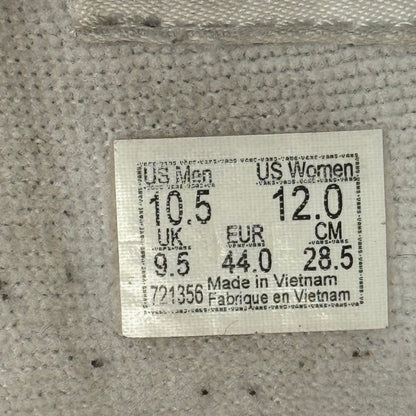 US Men US Women
10.5 12.0
UK EUR CM
9.5 44.0 28.5
721356 Made in Vietnam
Fabrique en Vietnam